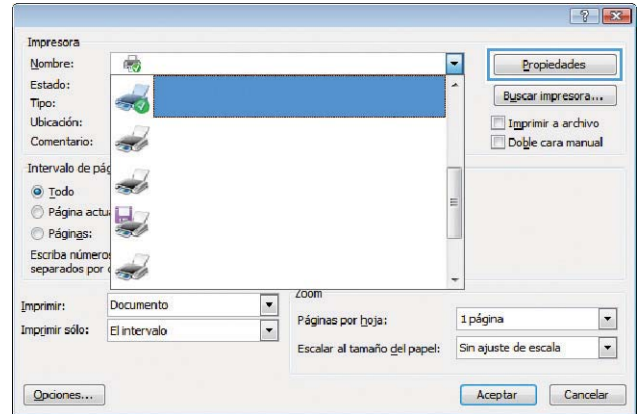 Impresora
Nombre:
Propiedades
Estado:
Tipo:
Buscar impresora...
Ubicación:
Imprimir a archivo
Comentario:
Doble cara manual
Intervalo de pág
Todo
Página actu
Páginas:
Escriba números
separados por c
Zoom
Imprimir: Documento
Páginas por hoja: 1 página
Imprimir sólo: El intervalo
Escalar al tamaño del papel: Sin ajuste de escala
Opciones...
Aceptar
Cancelar